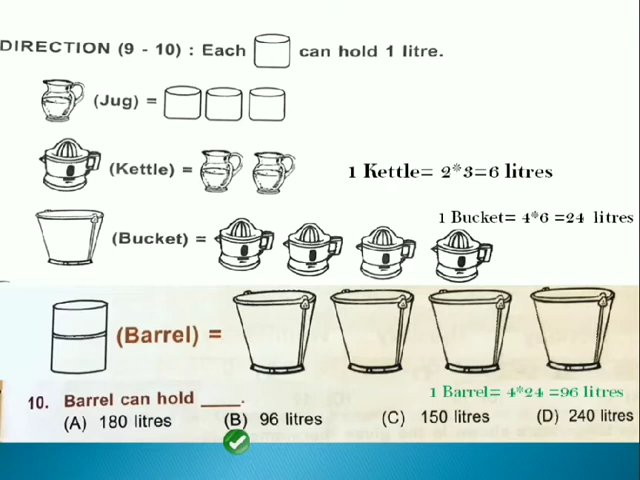 DIRECTION (9 - 10) : Each can hold 1 litre.
(Jug) =
(Kettle) = 1 Kettle= 2*3=6 litres
1 Bucket= 4*6 =24 litres
(Bucket) =
(Barrel) =
1 Barrel= 4*24 =96 litres
10. Barrel can hold ____.
(A) 180 litres (B) 96 litres (C) 150 litres (D) 240 litres